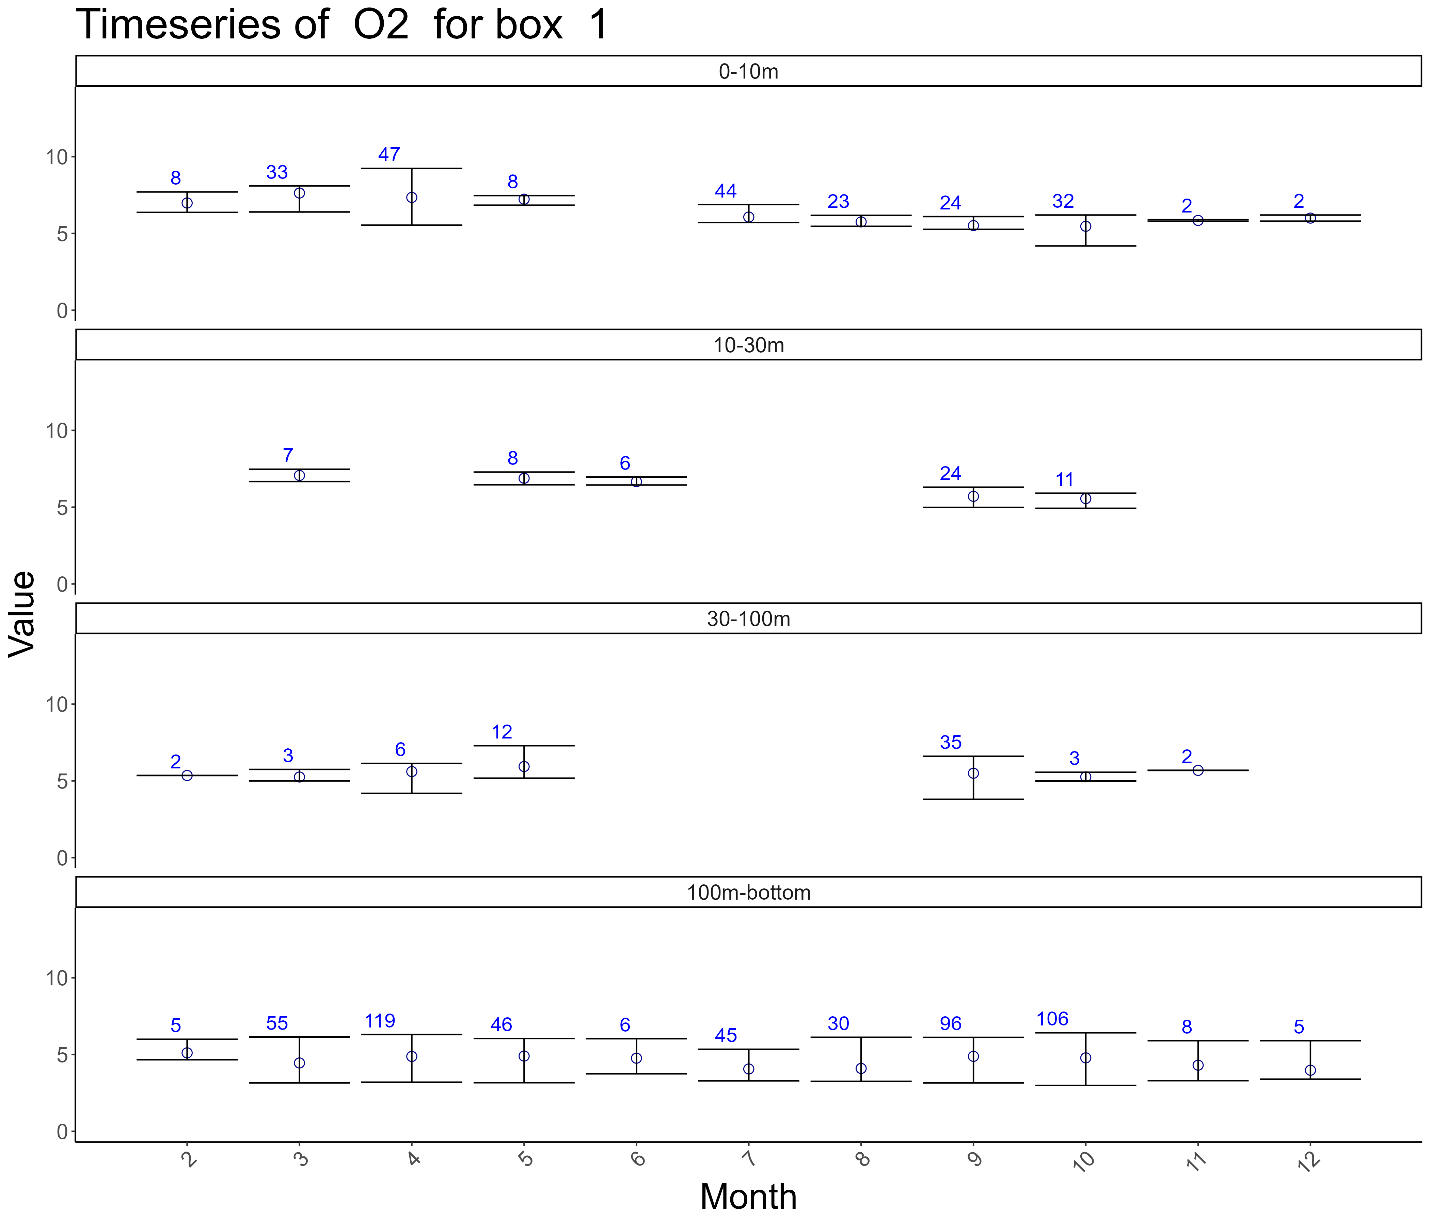 Timeseries of  O2  for box  1
0-10m
10
5
0
8 33 47 8 44 23 24 32 2 2
10-30m
10
5
0
7 8 6 24 11
Value
30-100m
10
5
0
2 3 6 12 35 3 2
100m-bottom
10
5
0
5 55 119 46 6 45 30 96 106 8 5
2 3 4 5 6 7 8 9 10 11 12
Month